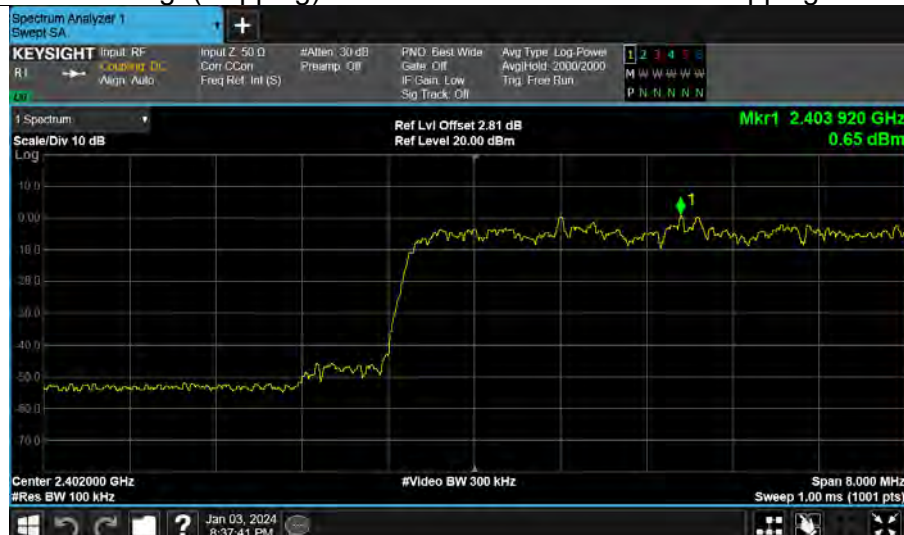 Spectrum Analyzer 1
Swept SA
+
KEYSIGHT Input: RF
Coupling: DC
Align: Auto
Input Z: 50 Ω
Corr CCorr
Freq Ref: Int (S)
#Atten: 30 dB
Preamp: Off
PNO: Best Wide
Gate: Off
IF Gain: Low
Sig Track: Off
Avg Type: Log-Power
Avg|Hold: 2000/2000
Trig: Free Run
1 2 3 4 5 6
M W W W W W
P N N N N N
1 Spectrum
Scale/Div 10 dB
Log
Ref Lvl Offset 2.81 dB
Ref Level 20.00 dBm
Mkr1 2.403 920 GHz
0.65 dBm
10.0
0.00
-10.0
-20.0
-30.0
-40.0
-50.0
-60.0
-70.0
1
Center 2.402000 GHz
#Res BW 100 kHz
#Video BW 300 kHz
Span 8.000 MHz
Sweep 1.00 ms (1001 pts)
?
Jan 03, 2024
8:37:41 PM